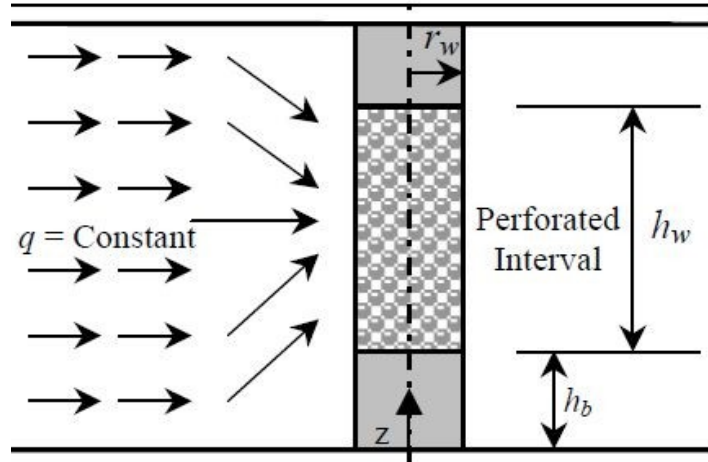 r_w
q = Constant
Perforated
Interval
h_w
h_b
z